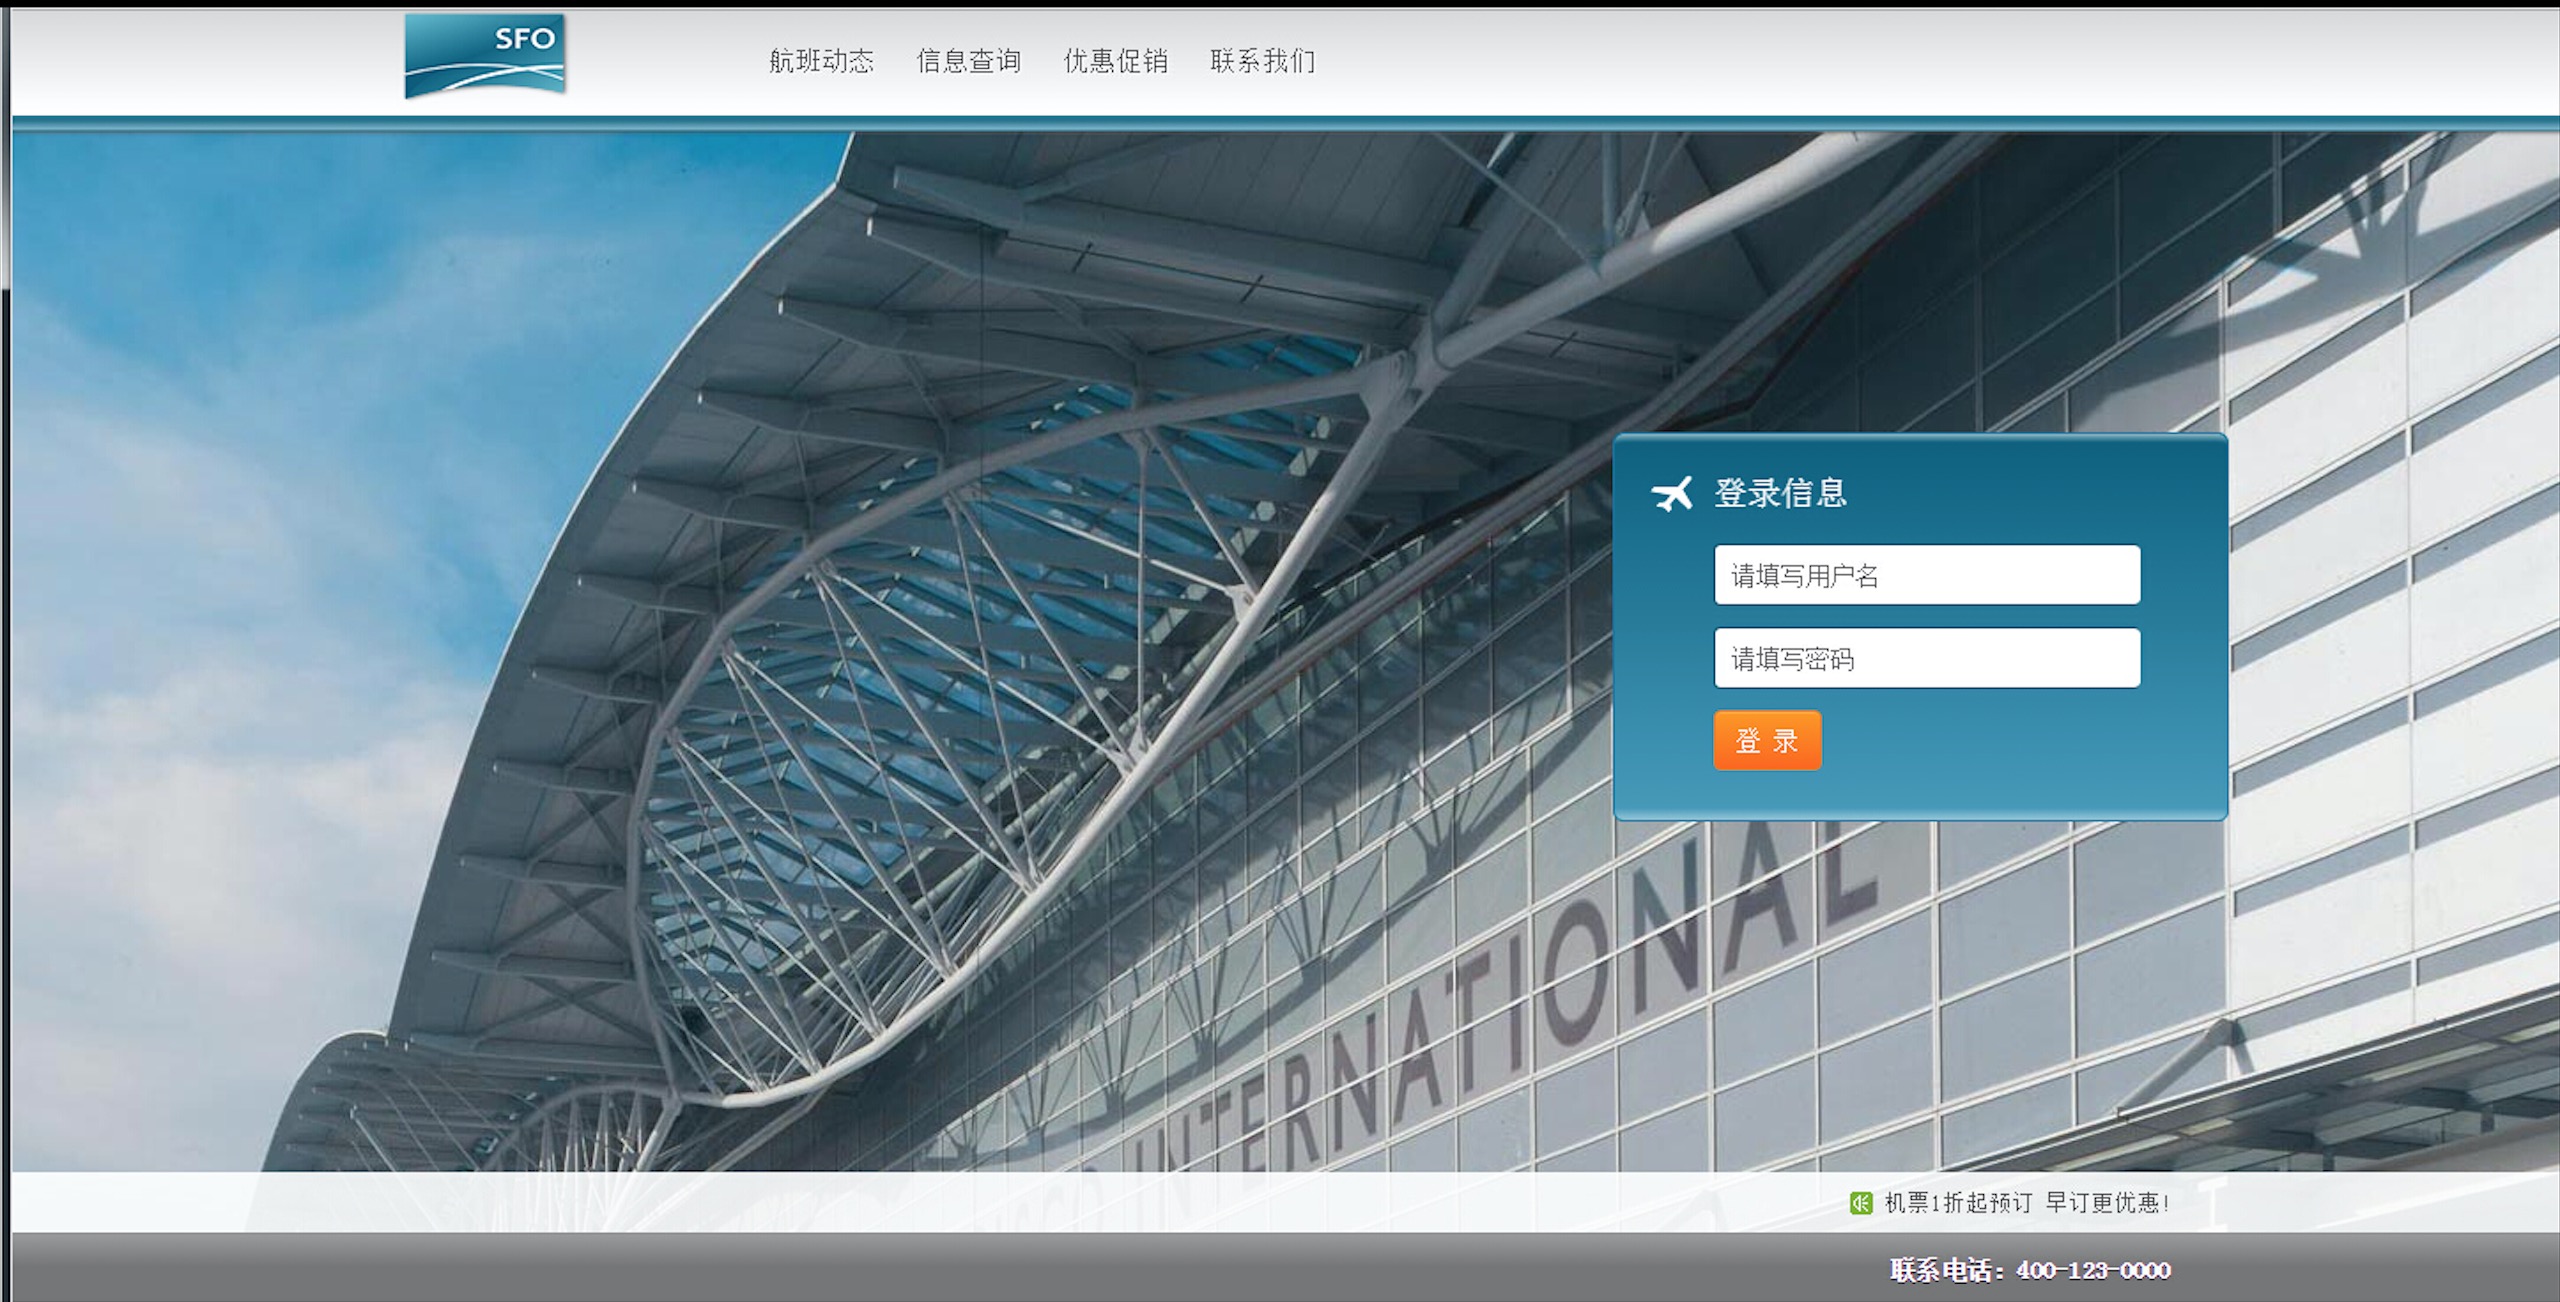 SFO
航班动态 信息查询 优惠促销 联系我们
登录信息
请填写用户名
请填写密码
登 录
INTERNATIONAL
机票1折起预订 早订更优惠!
联系电话：400-123-0000